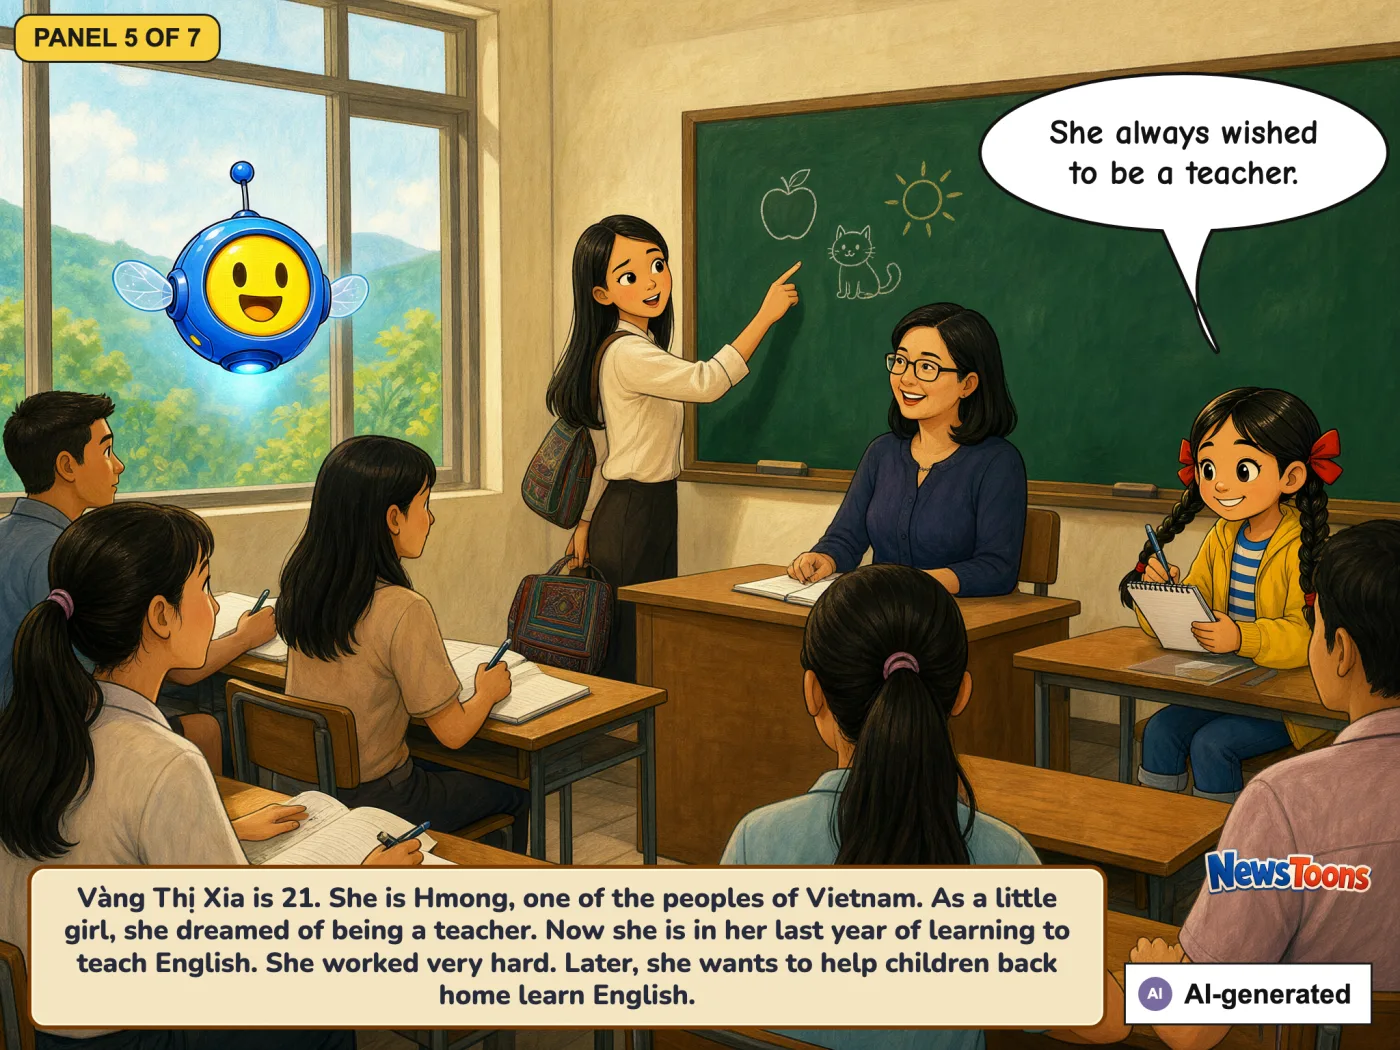 PANEL 5 OF 7
She always wished
to be a teacher.
Vàng Thị Xia is 21. She is Hmong, one of the peoples of Vietnam. As a little
girl, she dreamed of being a teacher. Now she is in her last year of learning to
teach English. She worked very hard. Later, she wants to help children back
home learn English.
NewsToons
AI AI-generated